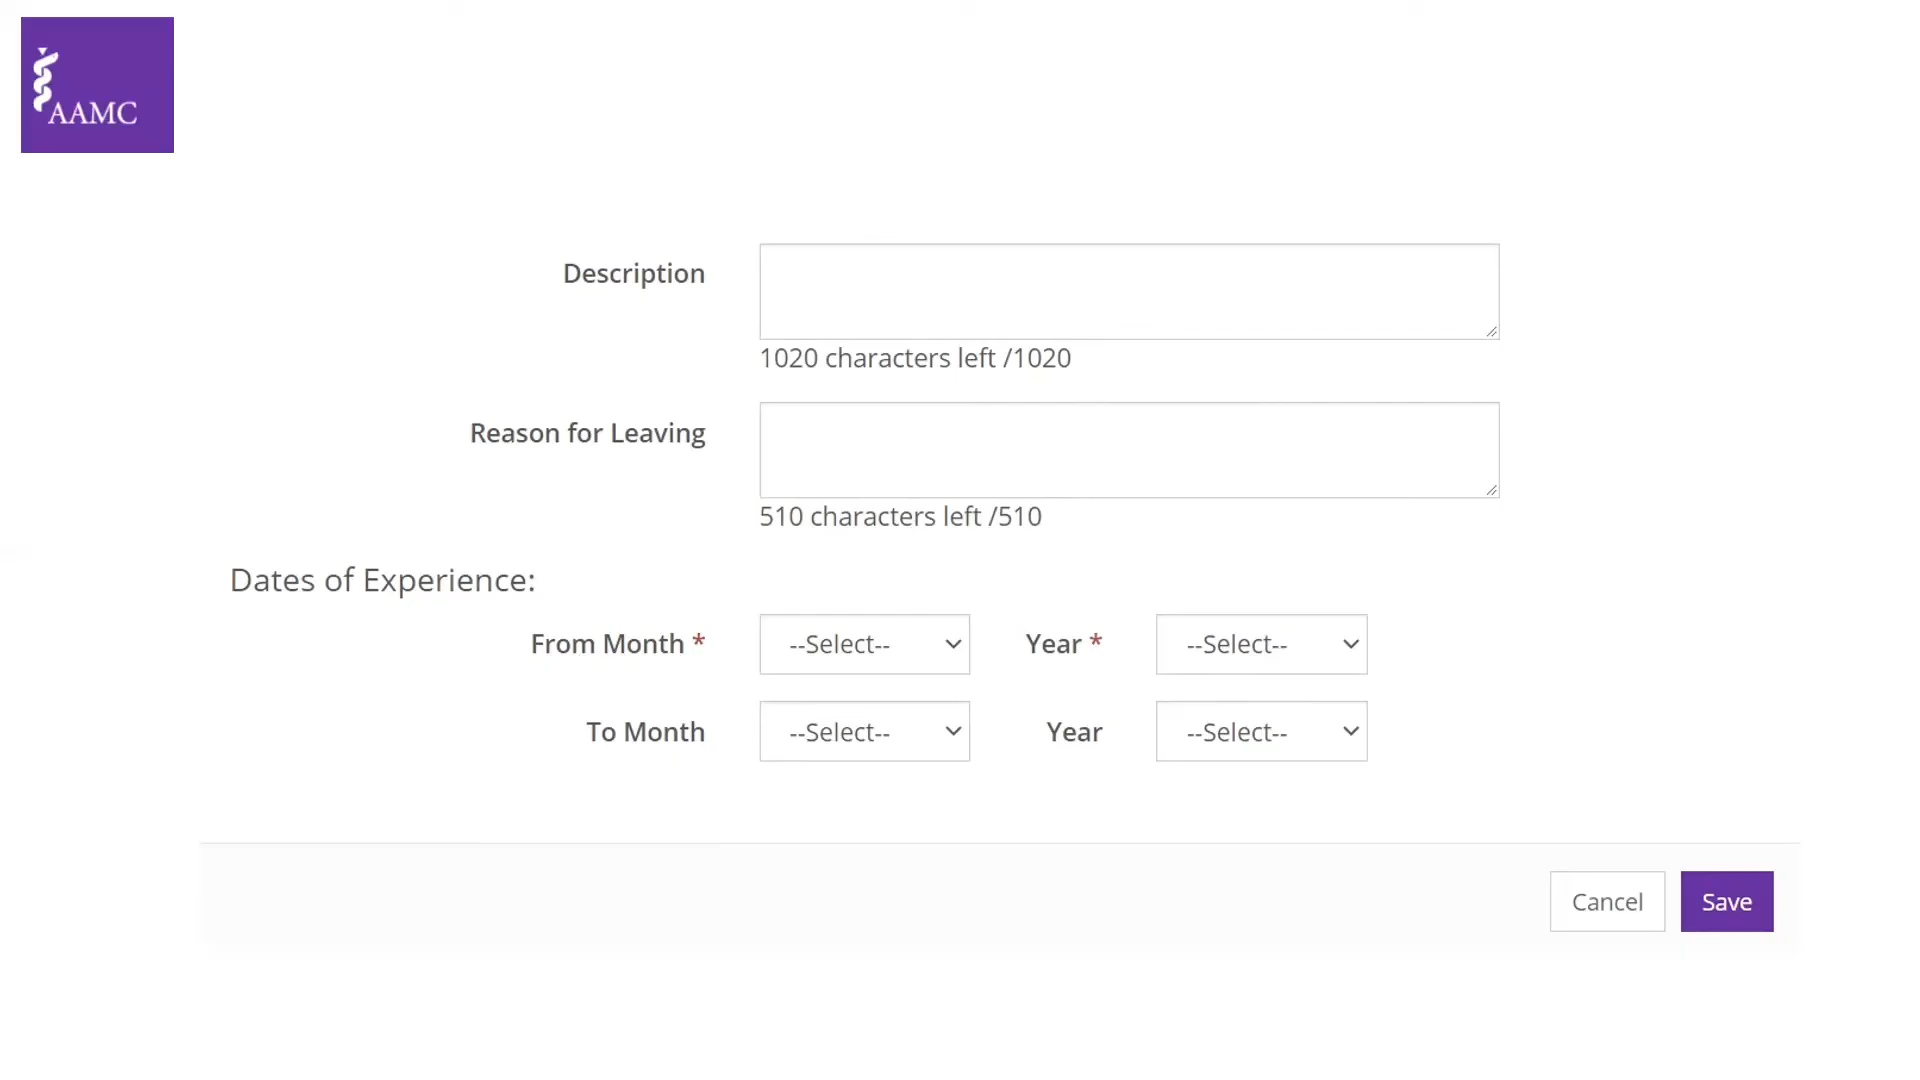 AAMC
Description
1020 characters left /1020
Reason for Leaving
510 characters left /510
Dates of Experience:
From Month * --Select-- Year * --Select--
To Month --Select-- Year --Select--
Cancel Save